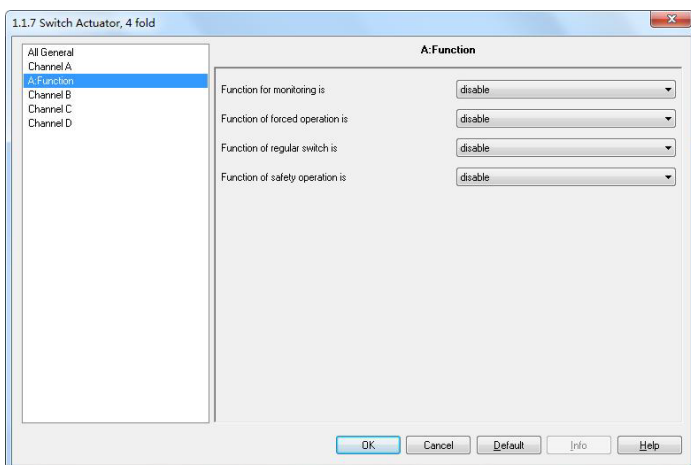 1.1.7 Switch Actuator, 4 fold
All General
Channel A
A:Function
Channel B
Channel C
Channel D
A:Function
Function for monitoring is
disable
Function of forced operation is
disable
Function of regular switch is
disable
Function of safety operation is
disable
OK
Cancel
Default
Info
Help